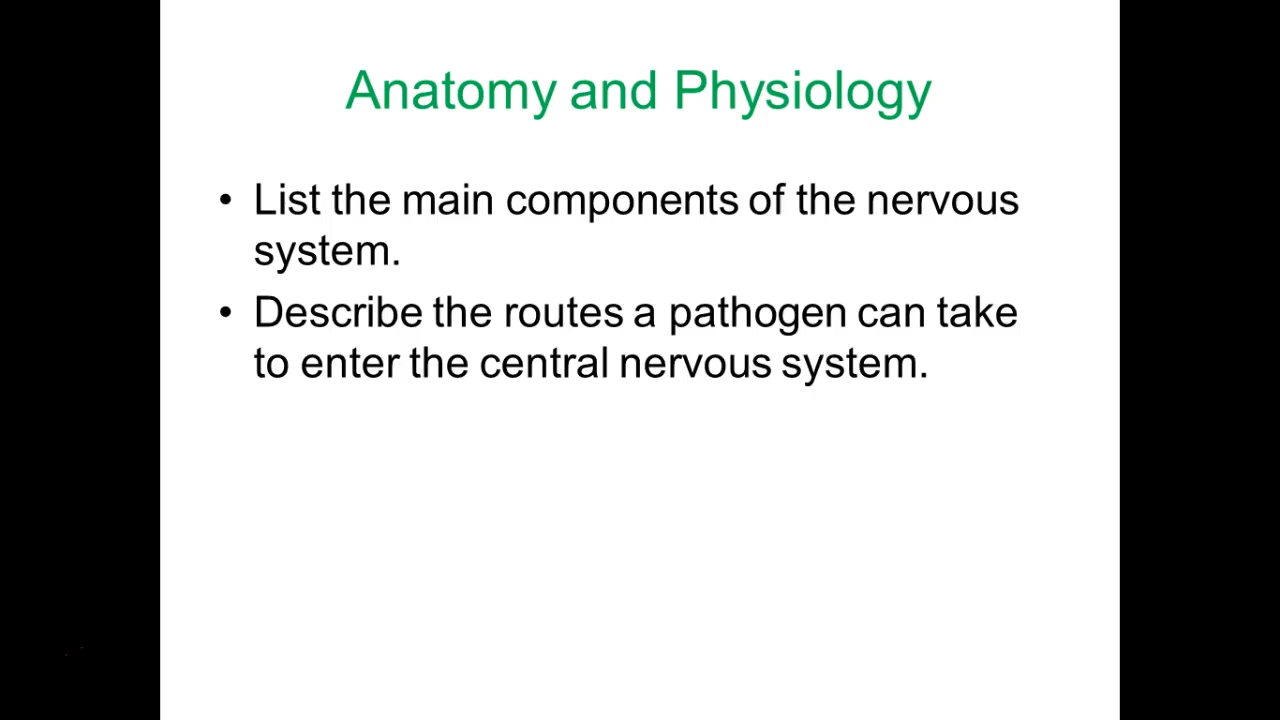 Anatomy and Physiology
• List the main components of the nervous
system.
• Describe the routes a pathogen can take
to enter the central nervous system.